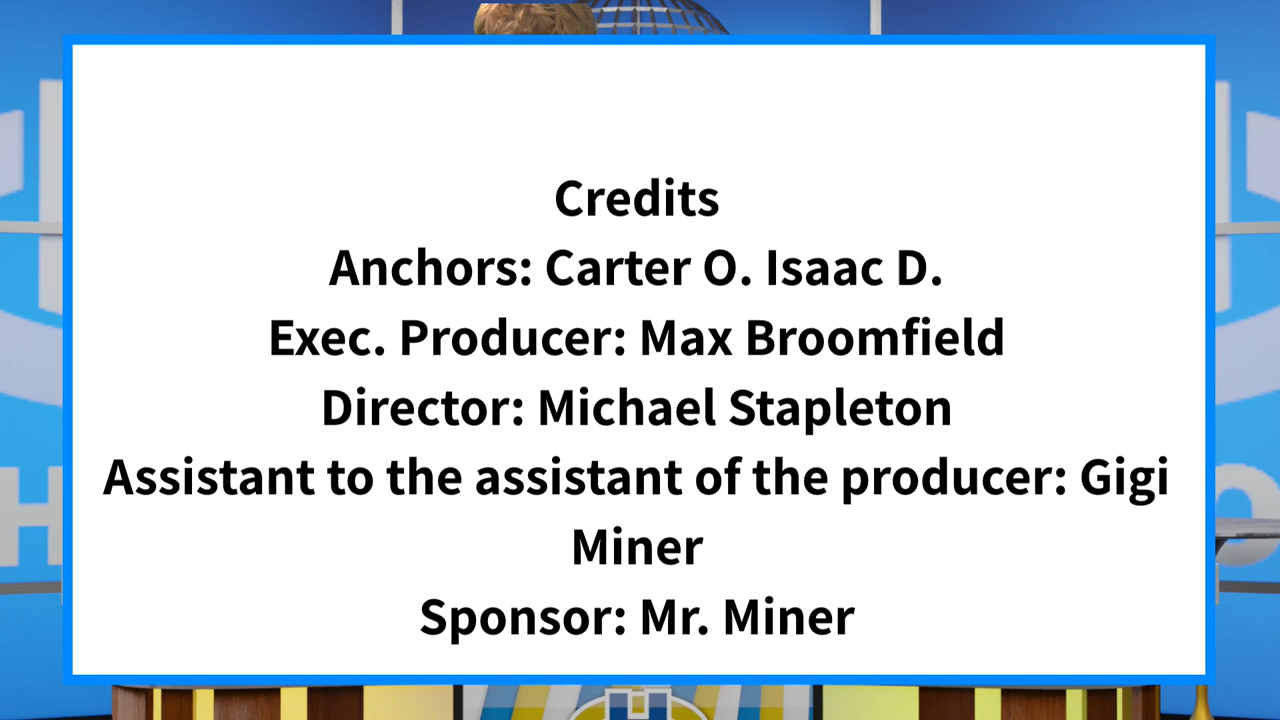 Credits
Anchors: Carter O. Isaac D.
Exec. Producer: Max Broomfield
Director: Michael Stapleton
Assistant to the assistant of the producer: Gigi
Miner
Sponsor: Mr. Miner